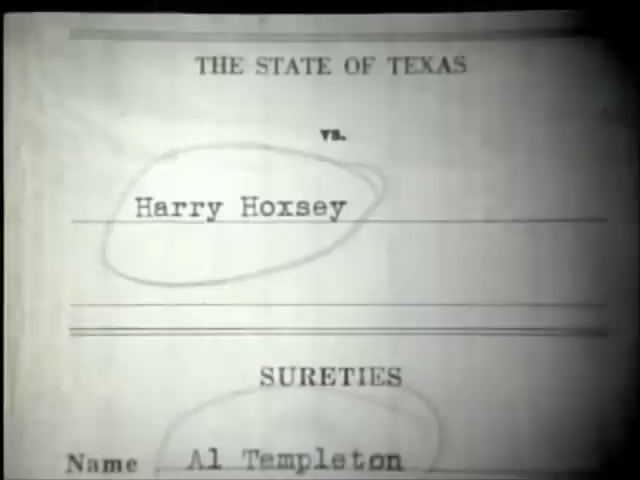 THE STATE OF TEXAS
vs.
Harry Hoxsey
SURETIES
Name Al Templeton